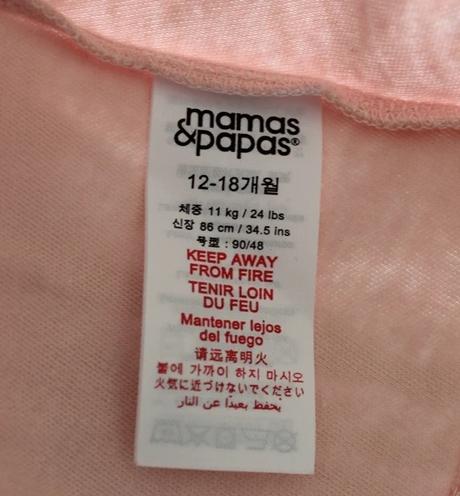 mamas
&papas®
12-18개월
체중 11 kg / 24 lbs
신장 86 cm / 34.5 ins
号型 : 90/48
KEEP AWAY
FROM FIRE
TENIR LOIN
DU FEU
Mantener lejos
del fuego
请远离明火
불에 가까이 하지 마시오
火気に近づけないでください
يحفظ بعيدًا عن النار